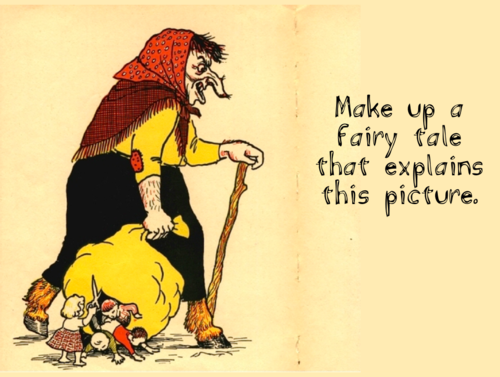 Make up a
fairy tale
that explains
this picture.